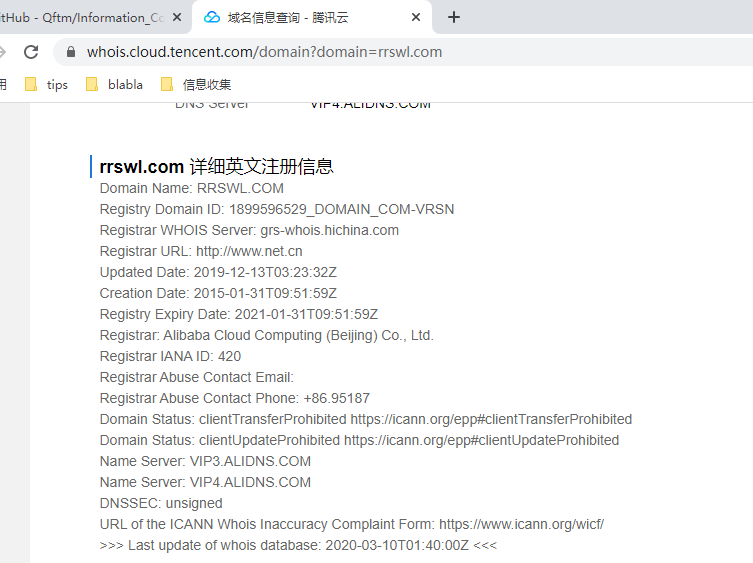 itHub - Qftm/Information_Co
域名信息查询 - 腾讯云
whois.cloud.tencent.com/domain?domain=rrswl.com
用 tips blabla 信息收集
DNS Server VIP4.ALIDNS.COM
rrswl.com 详细英文注册信息
Domain Name: RRSWL.COM
Registry Domain ID: 1899596529_DOMAIN_COM-VRSN
Registrar WHOIS Server: grs-whois.hichina.com
Registrar URL: http://www.net.cn
Updated Date: 2019-12-13T03:23:32Z
Creation Date: 2015-01-31T09:51:59Z
Registry Expiry Date: 2021-01-31T09:51:59Z
Registrar: Alibaba Cloud Computing (Beijing) Co., Ltd.
Registrar IANA ID: 420
Registrar Abuse Contact Email:
Registrar Abuse Contact Phone: +86.95187
Domain Status: clientTransferProhibited https://icann.org/epp#clientTransferProhibited
Domain Status: clientUpdateProhibited https://icann.org/epp#clientUpdateProhibited
Name Server: VIP3.ALIDNS.COM
Name Server: VIP4.ALIDNS.COM
DNSSEC: unsigned
URL of the ICANN Whois Inaccuracy Complaint Form: https://www.icann.org/wicf/
>>> Last update of whois database: 2020-03-10T01:40:00Z <<<